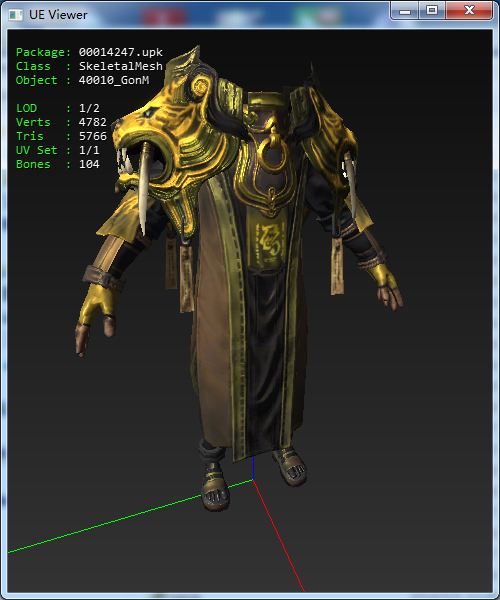 UE Viewer
Package: 00014247.upk
Class : SkeletalMesh
Object : 40010_GonM
LOD : 1/2
Verts : 4782
Tris : 5766
UV Set : 1/1
Bones : 104